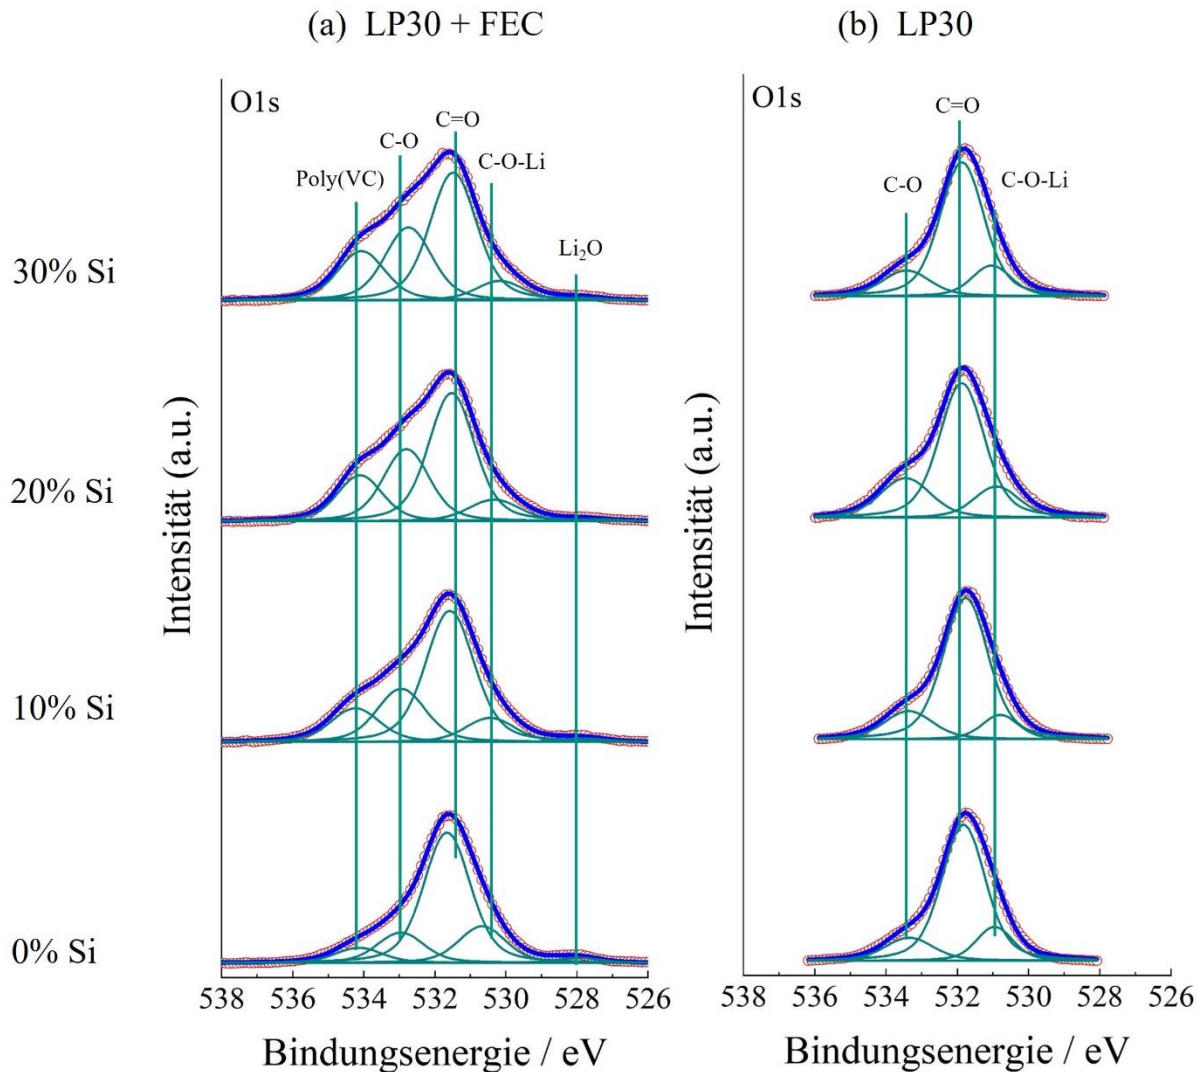 (a) LP30 + FEC
(b) LP30
O1s
C=O
C-O
C-O-Li
Poly(VC)
Li₂O
O1s
C=O
C-O
C-O-Li
30% Si
20% Si
10% Si
0% Si
Intensität (a.u.)
Intensität (a.u.)
538 536 534 532 530 528 526
538 536 534 532 530 528 526
Bindungsenergie / eV
Bindungsenergie / eV